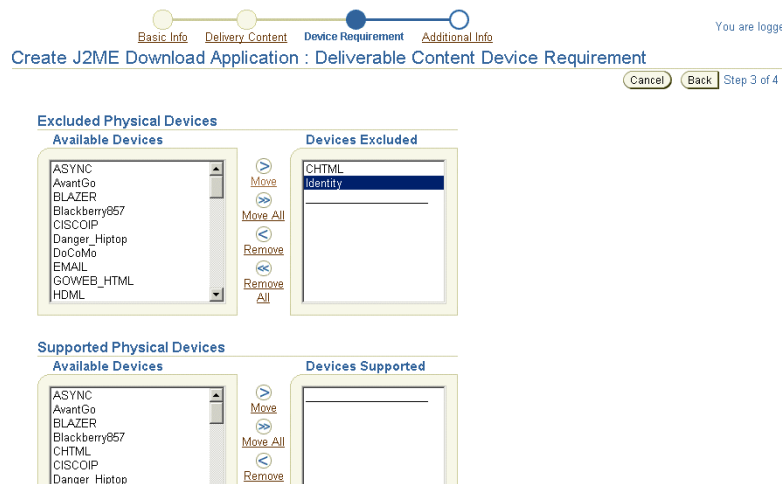 Basic Info Delivery Content Device Requirement Additional Info
You are logge
Create J2ME Download Application : Deliverable Content Device Requirement
Cancel Back Step 3 of 4
Excluded Physical Devices
Available Devices Devices Excluded
ASYNC
AvantGo
BLAZER
Blackberry857
CISCOIP
Danger_Hiptop
DoCoMo
EMAIL
GOWEB_HTML
HDML
Move
Move All
Remove
Remove
All
CHTML
Identity
Supported Physical Devices
Available Devices Devices Supported
ASYNC
AvantGo
BLAZER
Blackberry857
CHTML
CISCOIP
Danger_Hiptop
Move
Move All
Remove